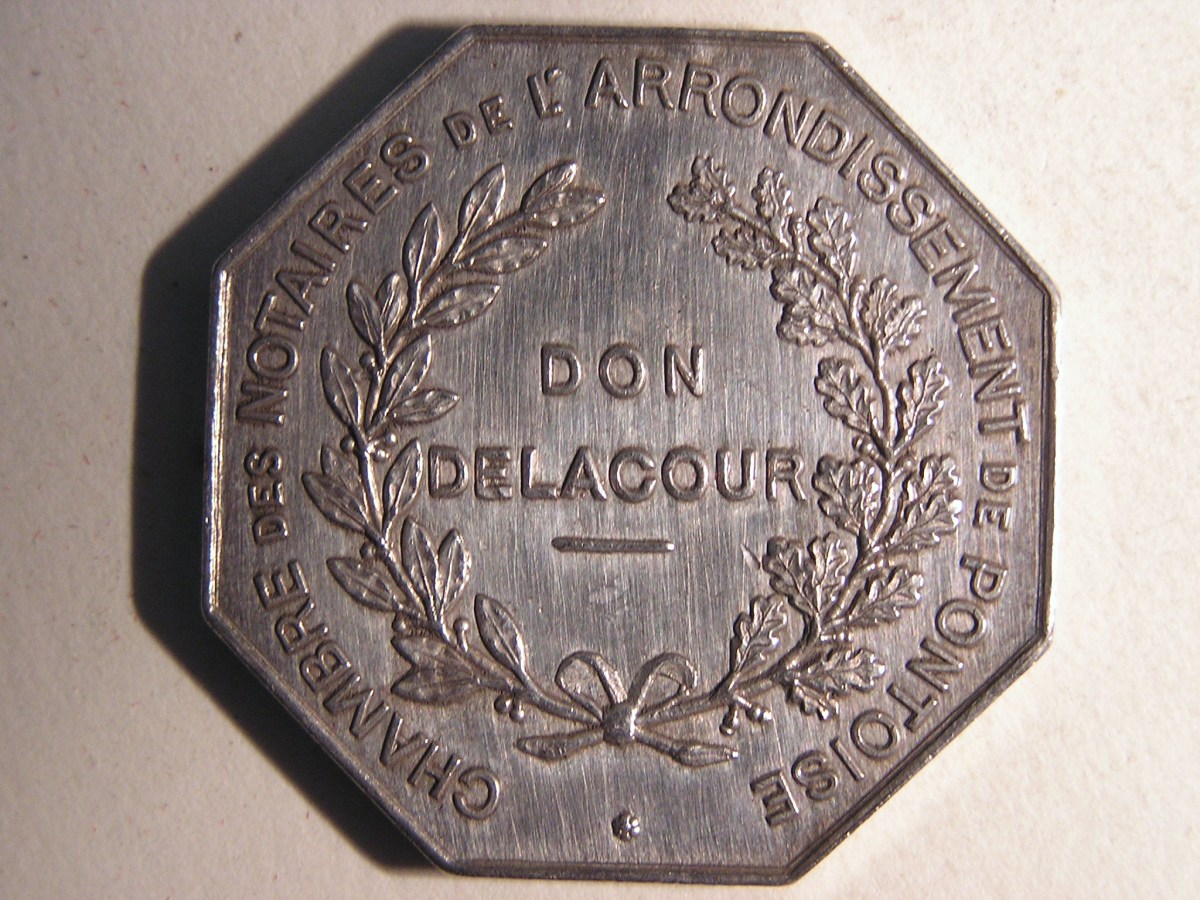 CHAMBRE DES NOTAIRES DE L'ARRONDISSEMENT DE PONTOISE
DON
DELACOUR